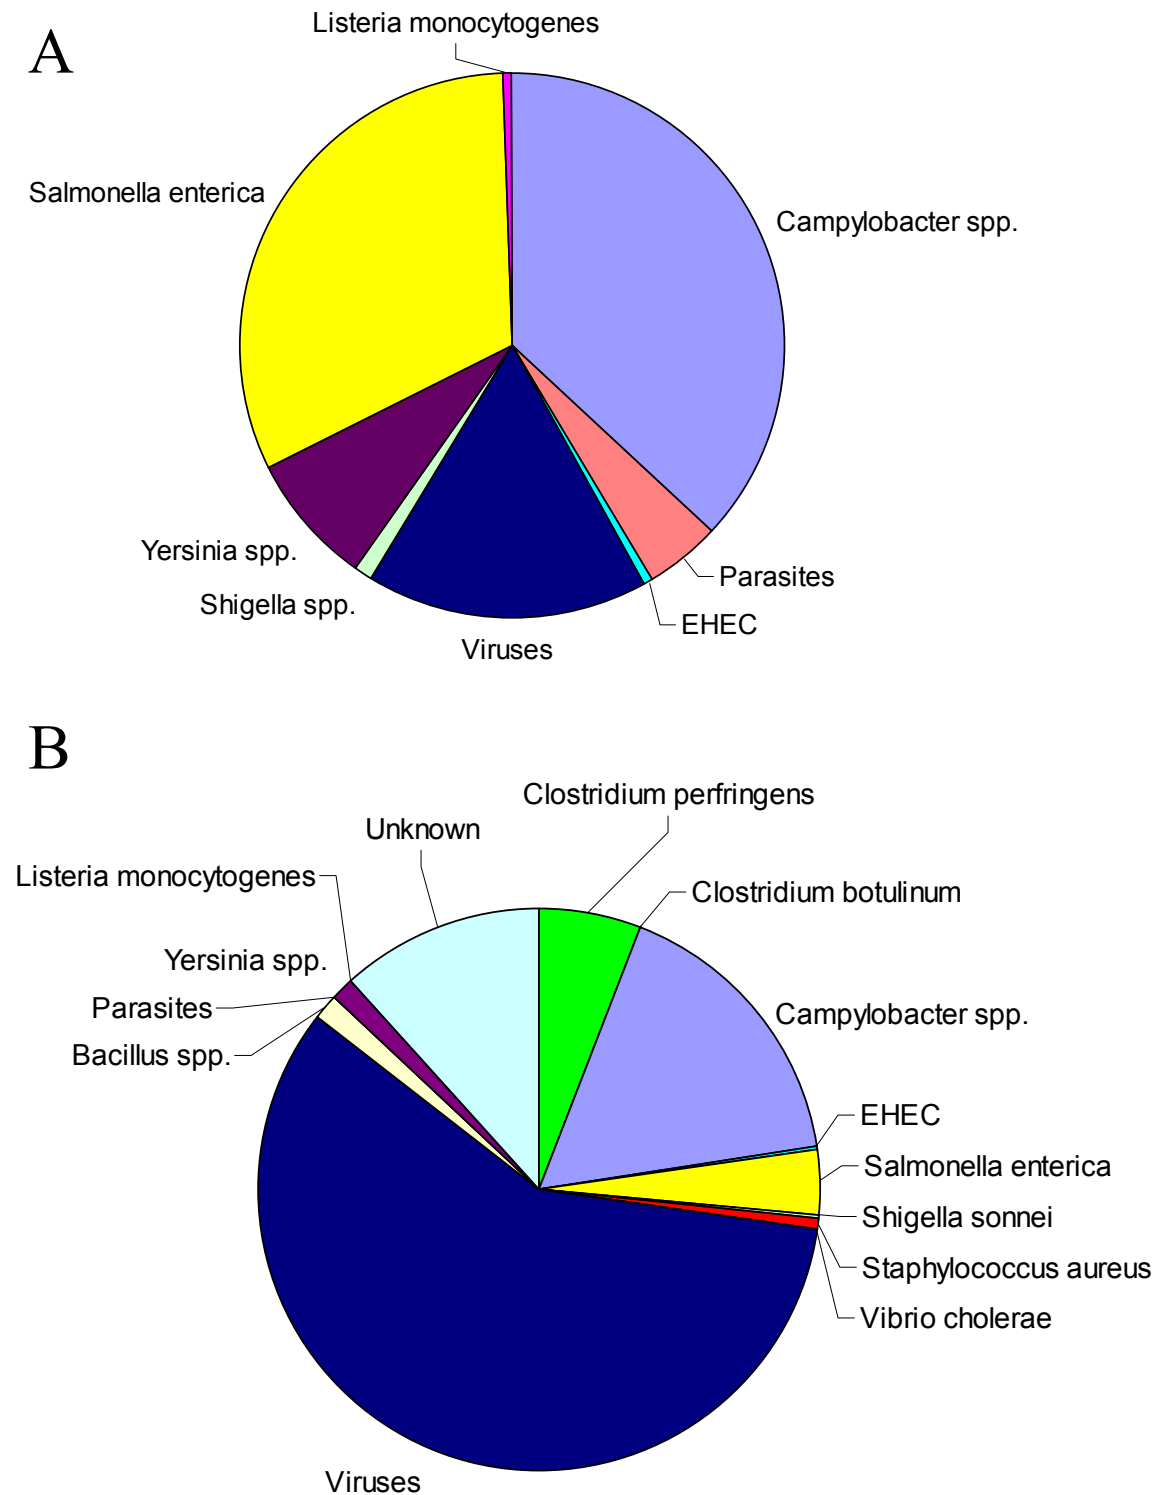 A
Listeria monocytogenes
Salmonella enterica
Campylobacter spp.
Yersinia spp.
Parasites
Shigella spp.
EHEC
Viruses
B
Clostridium perfringens
Unknown
Listeria monocytogenes
Clostridium botulinum
Yersinia spp.
Parasites
Campylobacter spp.
Bacillus spp.
EHEC
Salmonella enterica
Shigella sonnei
Staphylococcus aureus
Vibrio cholerae
Viruses